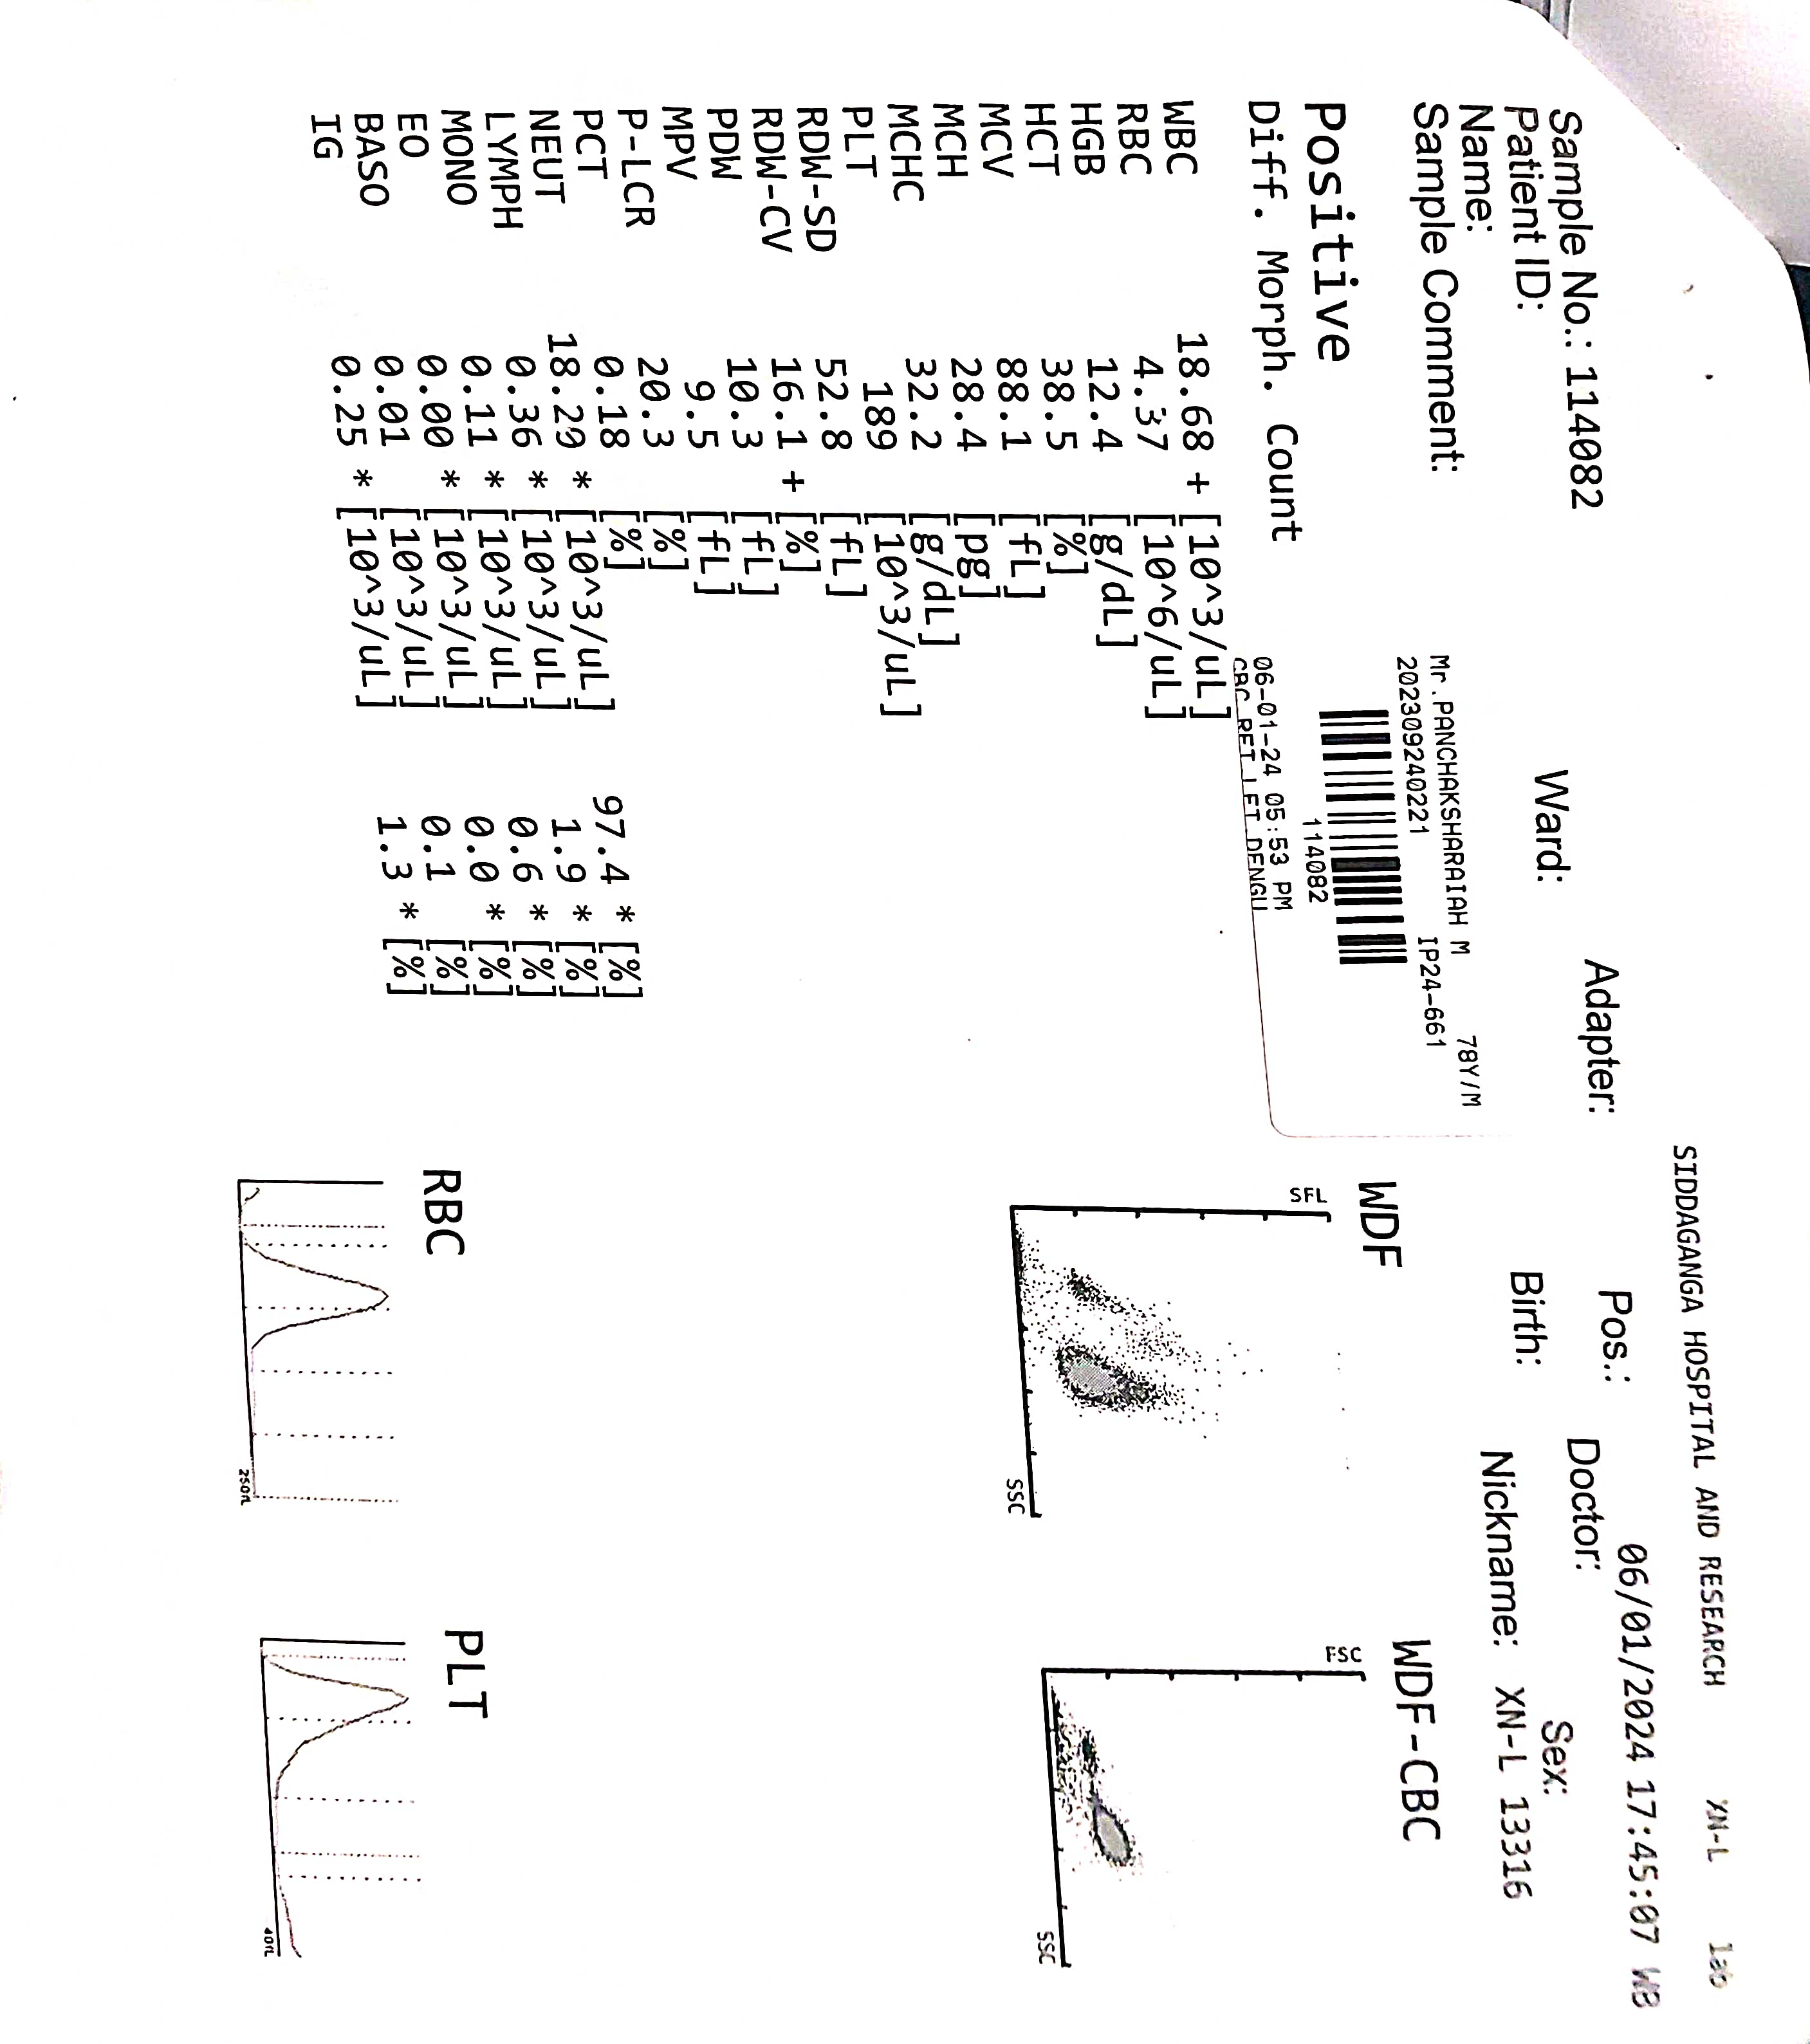 SIDDAGANGA HOSPITAL AND RESEARCH XN-L
Sample No.: 114082 Adapter: Pos.: 06/01/2024 17:45:07 WB
Patient ID: Ward: Birth: Doctor: Sex:
Name: Nickname: XN-L 13316
Sample Comment:
Mr.PANCHAKSHARAIAH M 78Y/M
202309240221 IP24-661
114082
06-01-24 05:53 PM
CBC RFT LFT DENGU
Positive
Diff. Morph. Count
WBC 18.68 + [10^3/uL]
RBC 4.37 [10^6/uL]
HGB 12.4 [g/dL]
HCT 38.5 [%]
MCV 88.1 [fL]
MCH 28.4 [pg]
MCHC 32.2 [g/dL]
PLT 189 [10^3/uL]
RDW-SD 52.8 [fL]
RDW-CV 16.1 + [%]
PDW 10.3 [fL]
MPV 9.5 [fL]
P-LCR 20.3 [%]
PCT 0.18 [%]
NEUT 18.20 * [10^3/uL] 97.4 * [%]
LYMPH 0.36 * [10^3/uL] 1.9 * [%]
MONO 0.11 * [10^3/uL] 0.6 * [%]
EO 0.00 * [10^3/uL] 0.0 * [%]
BASO 0.01 [10^3/uL] 0.1 [%]
IG 0.25 * [10^3/uL] 1.3 * [%]
WDF
SFL
SSC
WDF-CBC
FSC
SSC
RBC
250fL
PLT
40fL